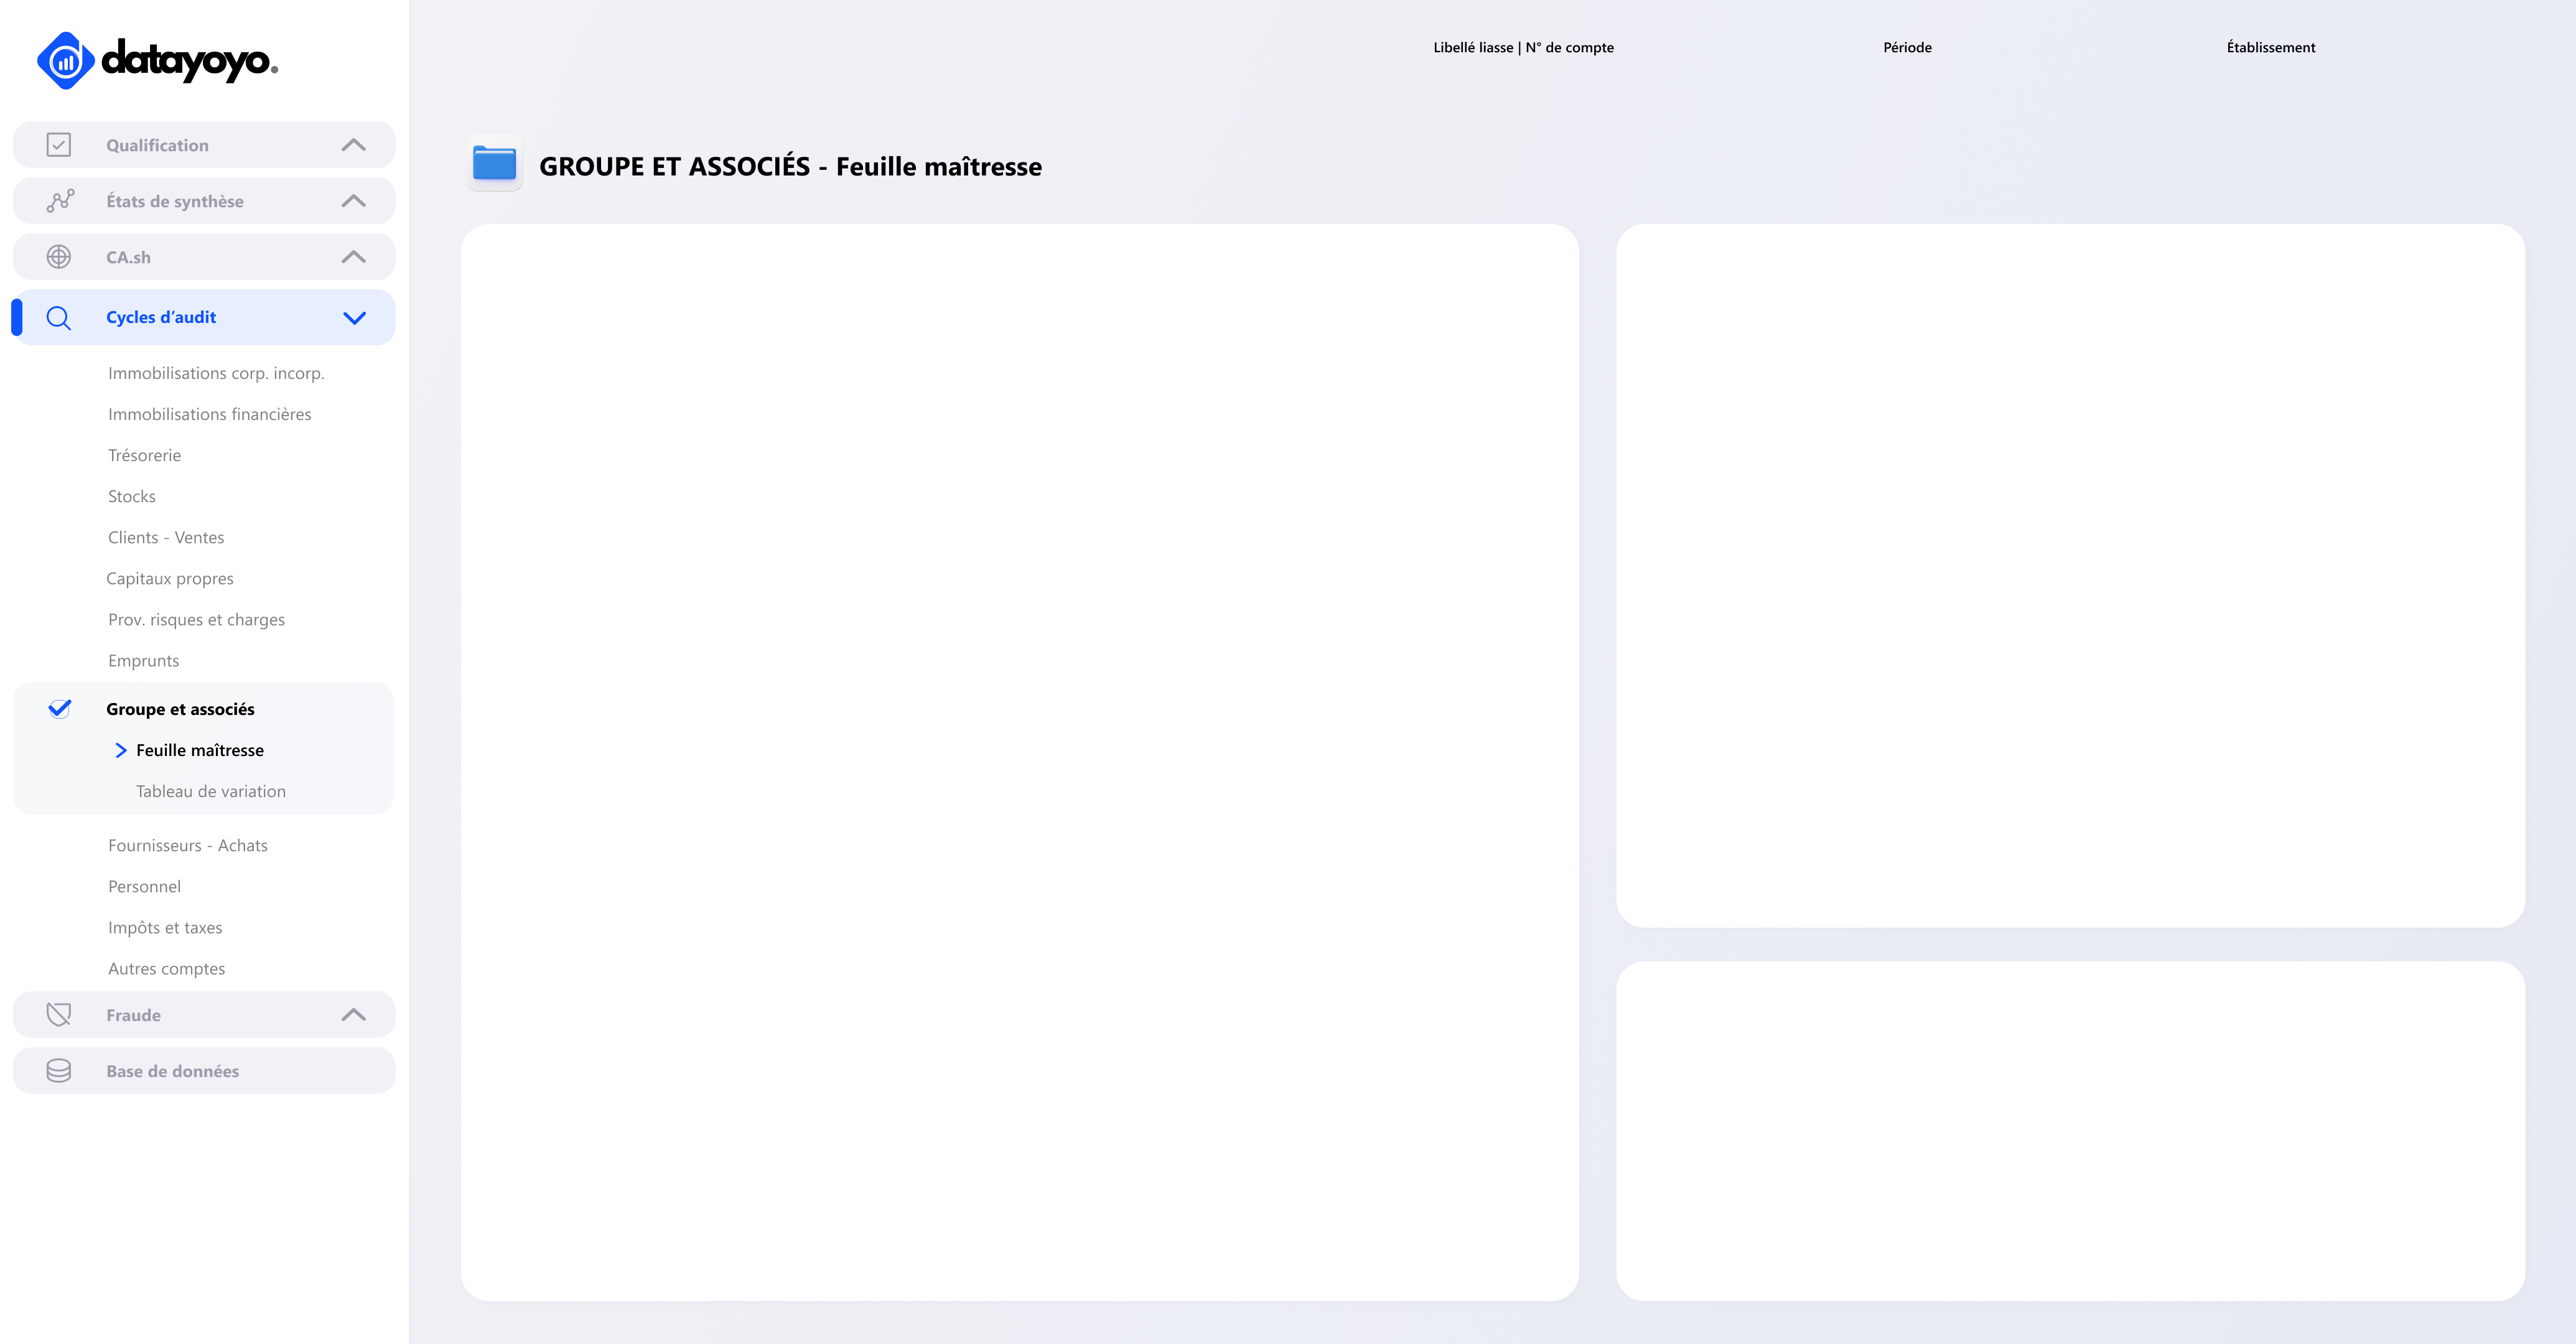 datayoyo.
Libellé liasse | N° de compte
Période
Établissement
Qualification
États de synthèse
CA.sh
Cycles d’audit
Immobilisations corp. incorp.
Immobilisations financières
Trésorerie
Stocks
Clients - Ventes
Capitaux propres
Prov. risques et charges
Emprunts
Groupe et associés
Feuille maîtresse
Tableau de variation
Fournisseurs - Achats
Personnel
Impôts et taxes
Autres comptes
Fraude
Base de données
GROUPE ET ASSOCIÉS - Feuille maîtresse